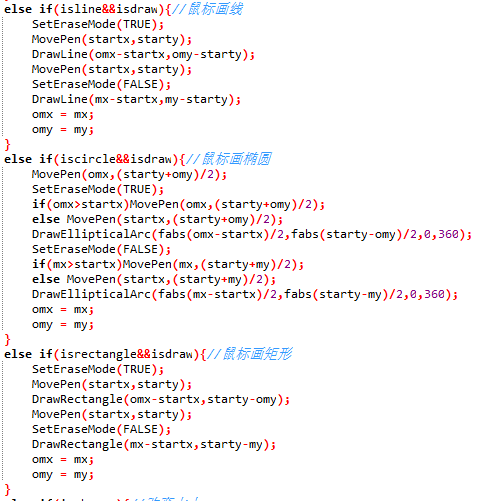 else if(isline&&isdraw){//鼠标画线
SetEraseMode(TRUE);
MovePen(startx,starty);
DrawLine(omx-startx,omy-starty);
MovePen(startx,starty);
SetEraseMode(FALSE);
DrawLine(mx-startx,my-starty);
omx = mx;
omy = my;
}
else if(iscircle&&isdraw){//鼠标画椭圆
MovePen(omx,(starty+omy)/2);
SetEraseMode(TRUE);
if(omx>startx)MovePen(omx,(starty+omy)/2);
else MovePen(startx,(starty+omy)/2);
DrawEllipticalArc(fabs(omx-startx)/2,fabs(starty-omy)/2,0,360);
SetEraseMode(FALSE);
if(mx>startx)MovePen(mx,(starty+my)/2);
else MovePen(startx,(starty+my)/2);
DrawEllipticalArc(fabs(mx-startx)/2,fabs(starty-my)/2,0,360);
omx = mx;
omy = my;
}
else if(isrectangle&&isdraw){//鼠标画矩形
SetEraseMode(TRUE);
MovePen(startx,starty);
DrawRectangle(omx-startx,starty-omy);
MovePen(startx,starty);
SetEraseMode(FALSE);
DrawRectangle(mx-startx,starty-my);
omx = mx;
omy = my;
}